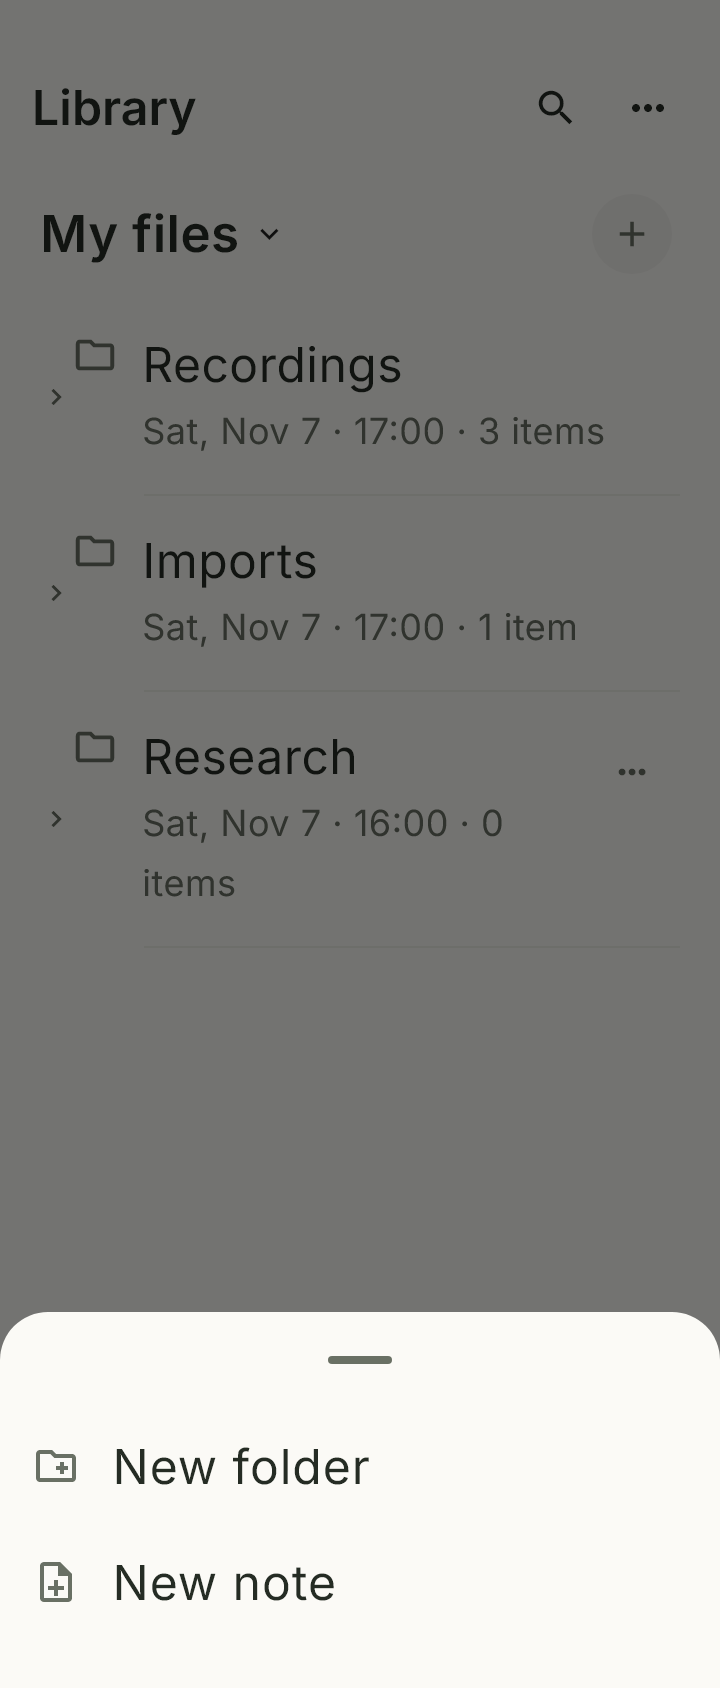 Library
My files
Recordings
Sat, Nov 7 · 17:00 · 3 items
Imports
Sat, Nov 7 · 17:00 · 1 item
Research
Sat, Nov 7 · 16:00 · 0
items
New folder
New note